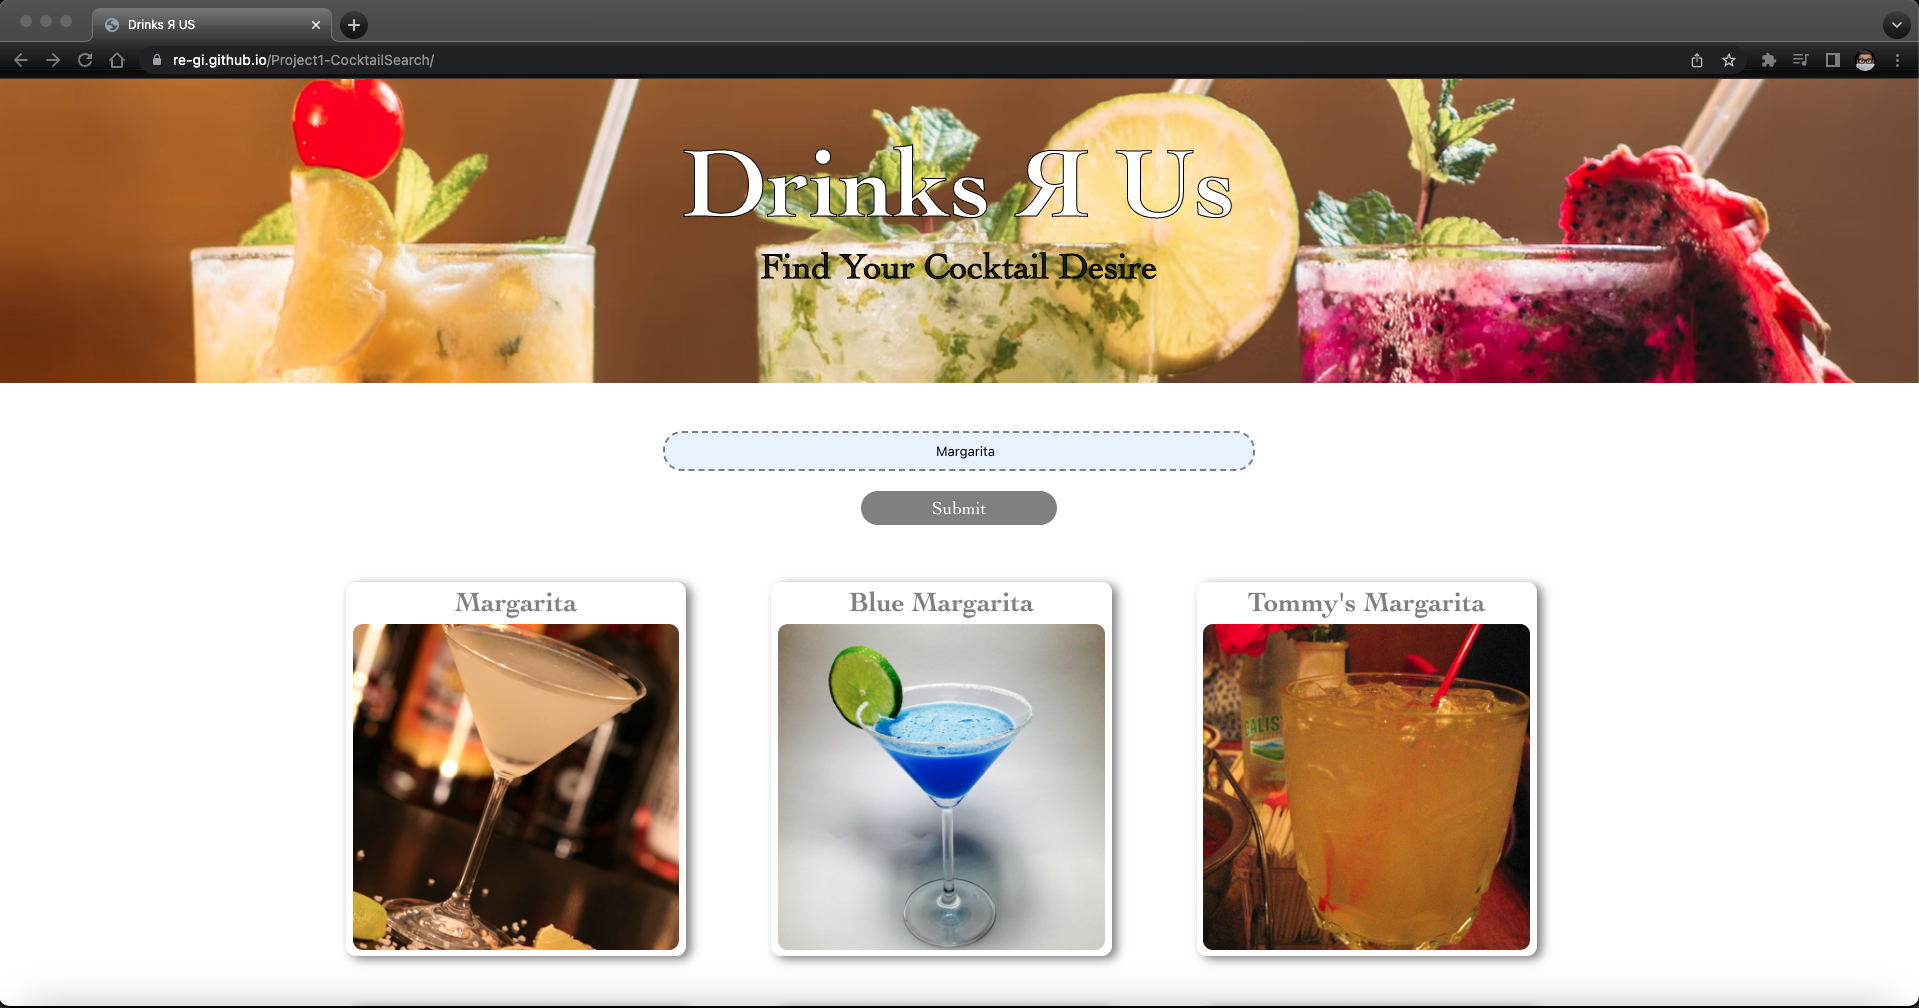 Drinks Я US
re-gi.github.io/Project1-CocktailSearch/
Drinks Я Us
Find Your Cocktail Desire
Margarita
Submit
Margarita
Blue Margarita
Tommy's Margarita